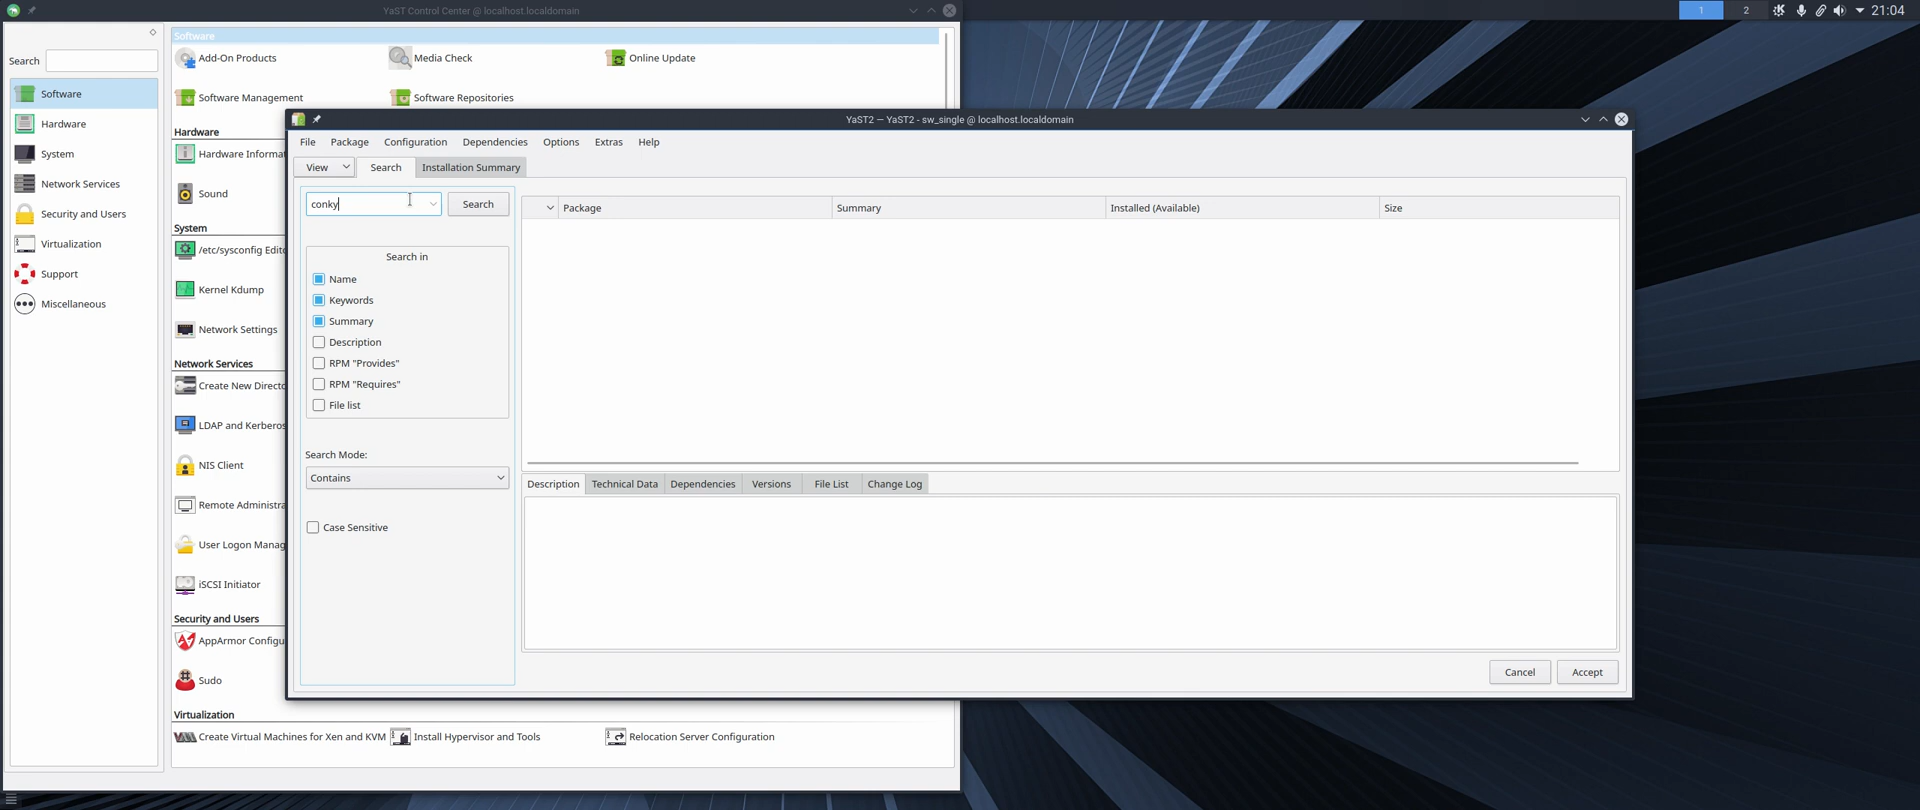 YaST Control Center @ localhost.localdomain
1
2
21:04
Search
Software
Hardware
System
Network Services
Security and Users
Virtualization
Support
Miscellaneous
Software
Add-On Products
Media Check
Online Update
Software Management
Software Repositories
Hardware
Hardware Informat
Sound
System
/etc/sysconfig Edito
Kernel Kdump
Network Settings
Network Services
Create New Directo
LDAP and Kerberos
NIS Client
Remote Administra
User Logon Manag
iSCSI Initiator
Security and Users
AppArmor Configu
Sudo
Virtualization
Create Virtual Machines for Xen and KVM
Install Hypervisor and Tools
Relocation Server Configuration
YaST2 — YaST2 - sw_single @ localhost.localdomain
File Package Configuration Dependencies Options Extras Help
View Search Installation Summary
conky
Search
Search in
Name
Keywords
Summary
Description
RPM "Provides"
RPM "Requires"
File list
Search Mode:
Contains
Case Sensitive
Package Summary Installed (Available) Size
Description Technical Data Dependencies Versions File List Change Log
Cancel Accept